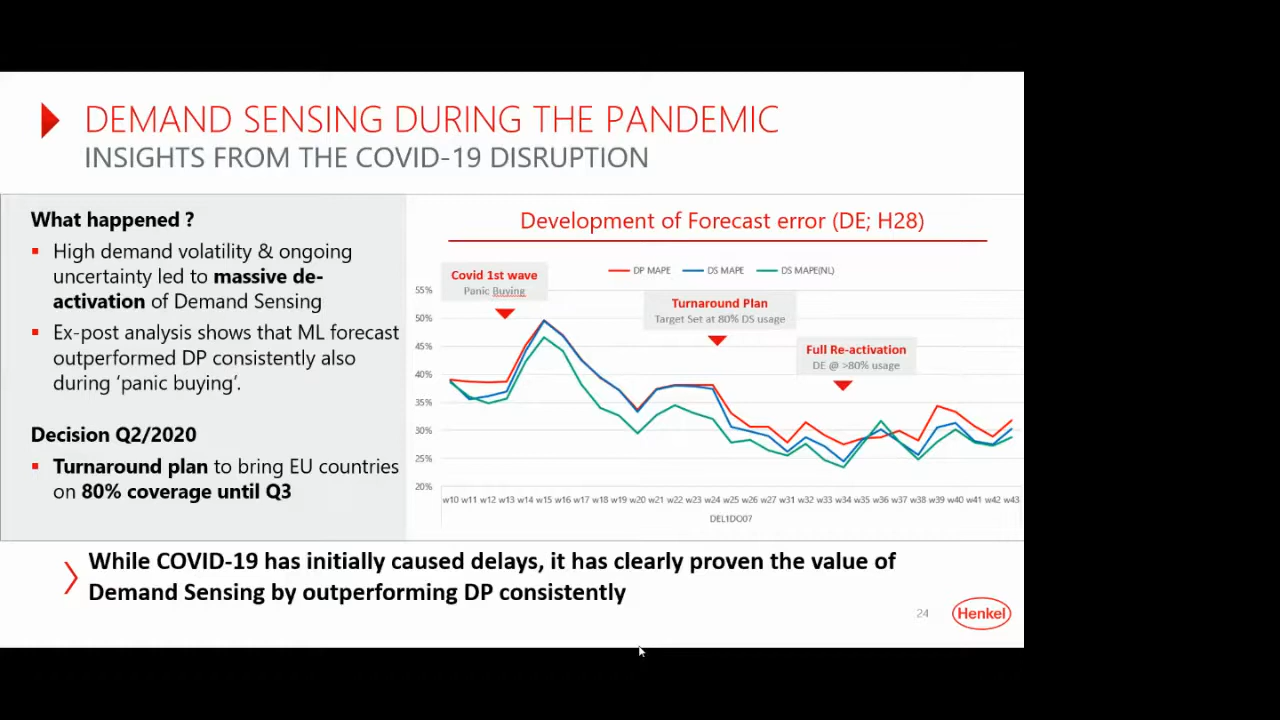 DEMAND SENSING DURING THE PANDEMIC
INSIGHTS FROM THE COVID-19 DISRUPTION
What happened ?
▪ High demand volatility & ongoing
uncertainty led to massive de-
activation of Demand Sensing
▪ Ex-post analysis shows that ML forecast
outperformed DP consistently also
during ‘panic buying’.
Decision Q2/2020
▪ Turnaround plan to bring EU countries
on 80% coverage until Q3
Development of Forecast error (DE; H28)
DP MAPE DS MAPE DS MAPE(NL)
Covid 1st wave
Panic Buying
Turnaround Plan
Target Set at 80% DS usage
Full Re-activation
DE @ >80% usage
55%
50%
45%
40%
35%
30%
25%
20%
w10 w11 w12 w13 w14 w15 w16 w17 w18 w19 w20 w21 w22 w23 w24 w25 w26 w27 w31 w32 w33 w34 w35 w36 w37 w38 w39 w40 w41 w42 w43
DEL1DO07
While COVID-19 has initially caused delays, it has clearly proven the value of
Demand Sensing by outperforming DP consistently
24
Henkel